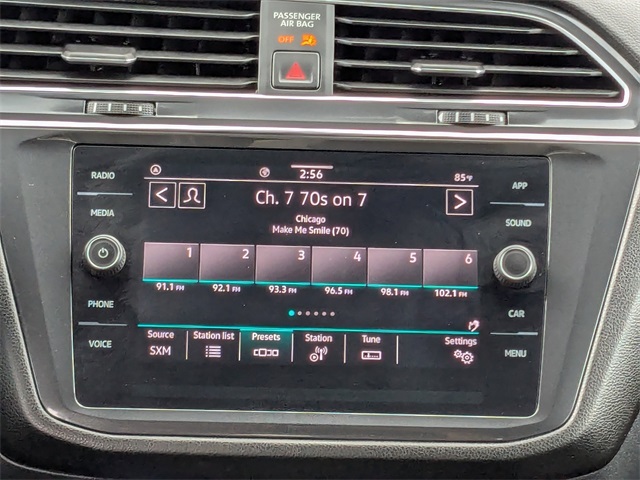 PASSENGER
AIR BAG
OFF
2:56
85°F
RADIO
MEDIA
PHONE
VOICE
Ch. 7 70s on 7
Chicago
Make Me Smile (70)
1 2 3 4 5 6
91.1 FM 92.1 FM 93.3 FM 96.5 FM 98.1 FM 102.1 FM
Source Station list Presets Station Tune Settings
SXM
APP
SOUND
CAR
MENU